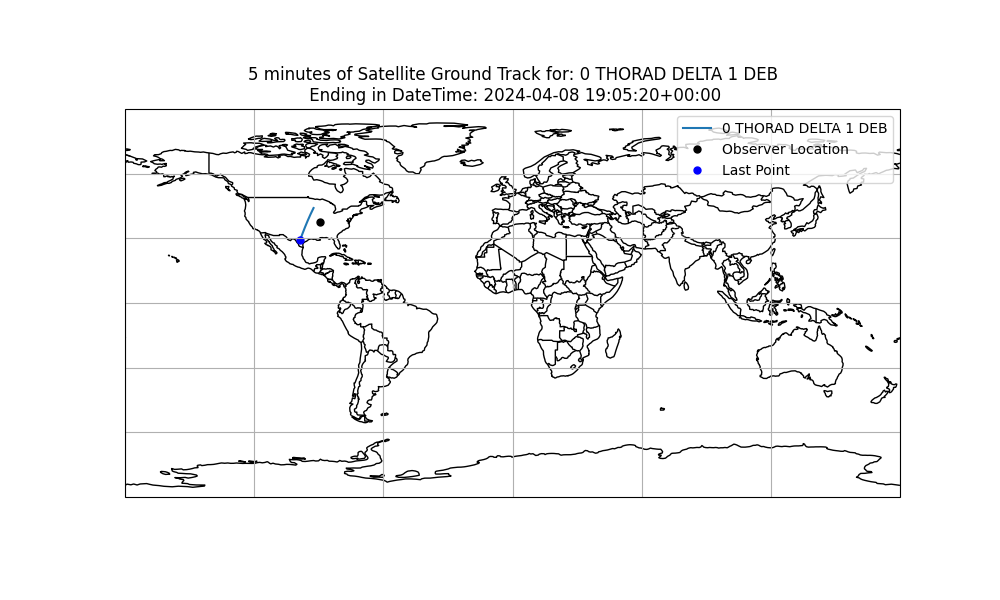 5 minutes of Satellite Ground Track for: 0 THORAD DELTA 1 DEB
Ending in DateTime: 2024-04-08 19:05:20+00:00
0 THORAD DELTA 1 DEB
Observer Location
Last Point